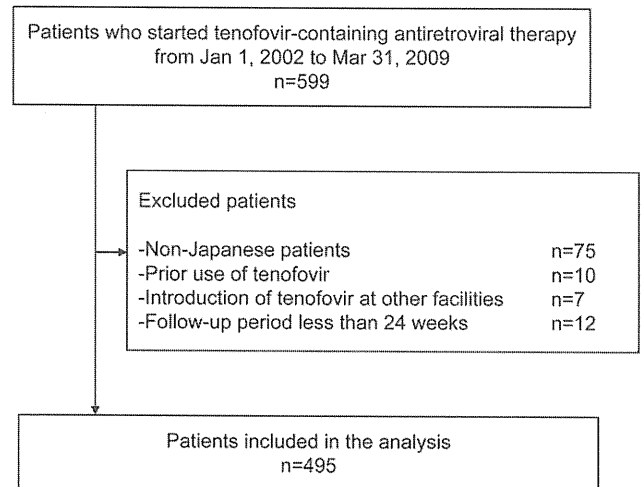 Patients who started tenofovir-containing antiretroviral therapy
from Jan 1, 2002 to Mar 31, 2009
n=599
Excluded patients
-Non-Japanese patients n=75
-Prior use of tenofovir n=10
-Introduction of tenofovir at other facilities n=7
-Follow-up period less than 24 weeks n=12
Patients included in the analysis
n=495